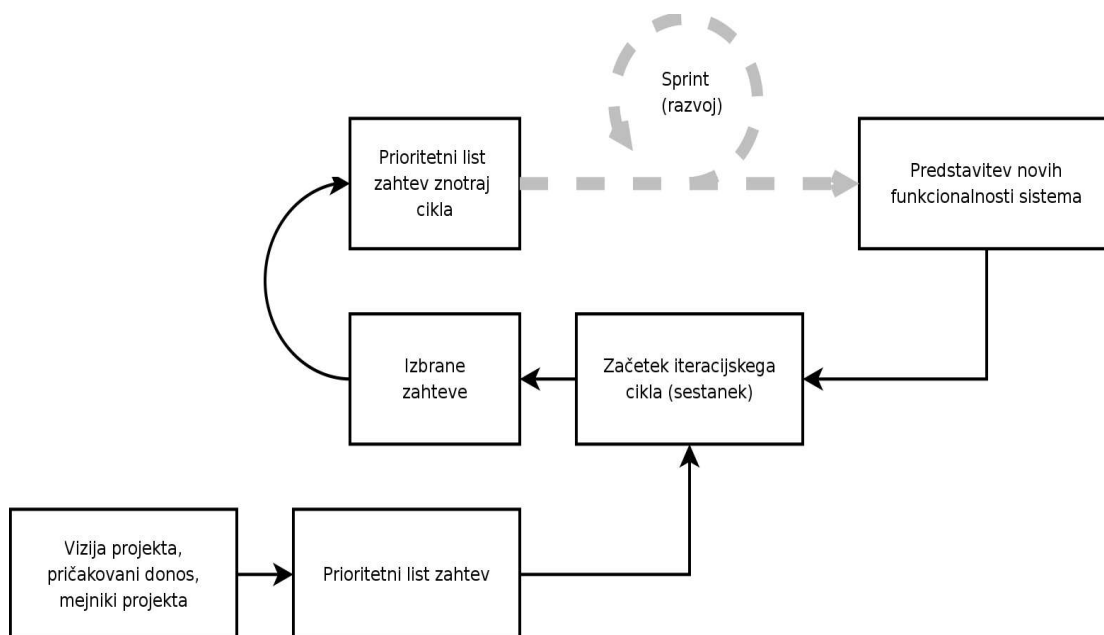 Sprint
(razvoj)
Prioritetni list
zahtev znotraj
cikla
Predstavitev novih
funkcionalnosti sistema
Izbrane
zahteve
Začetek iteracijskega
cikla (sestanek)
Vizija projekta,
pričakovani donos,
mejniki projekta
Prioritetni list zahtev